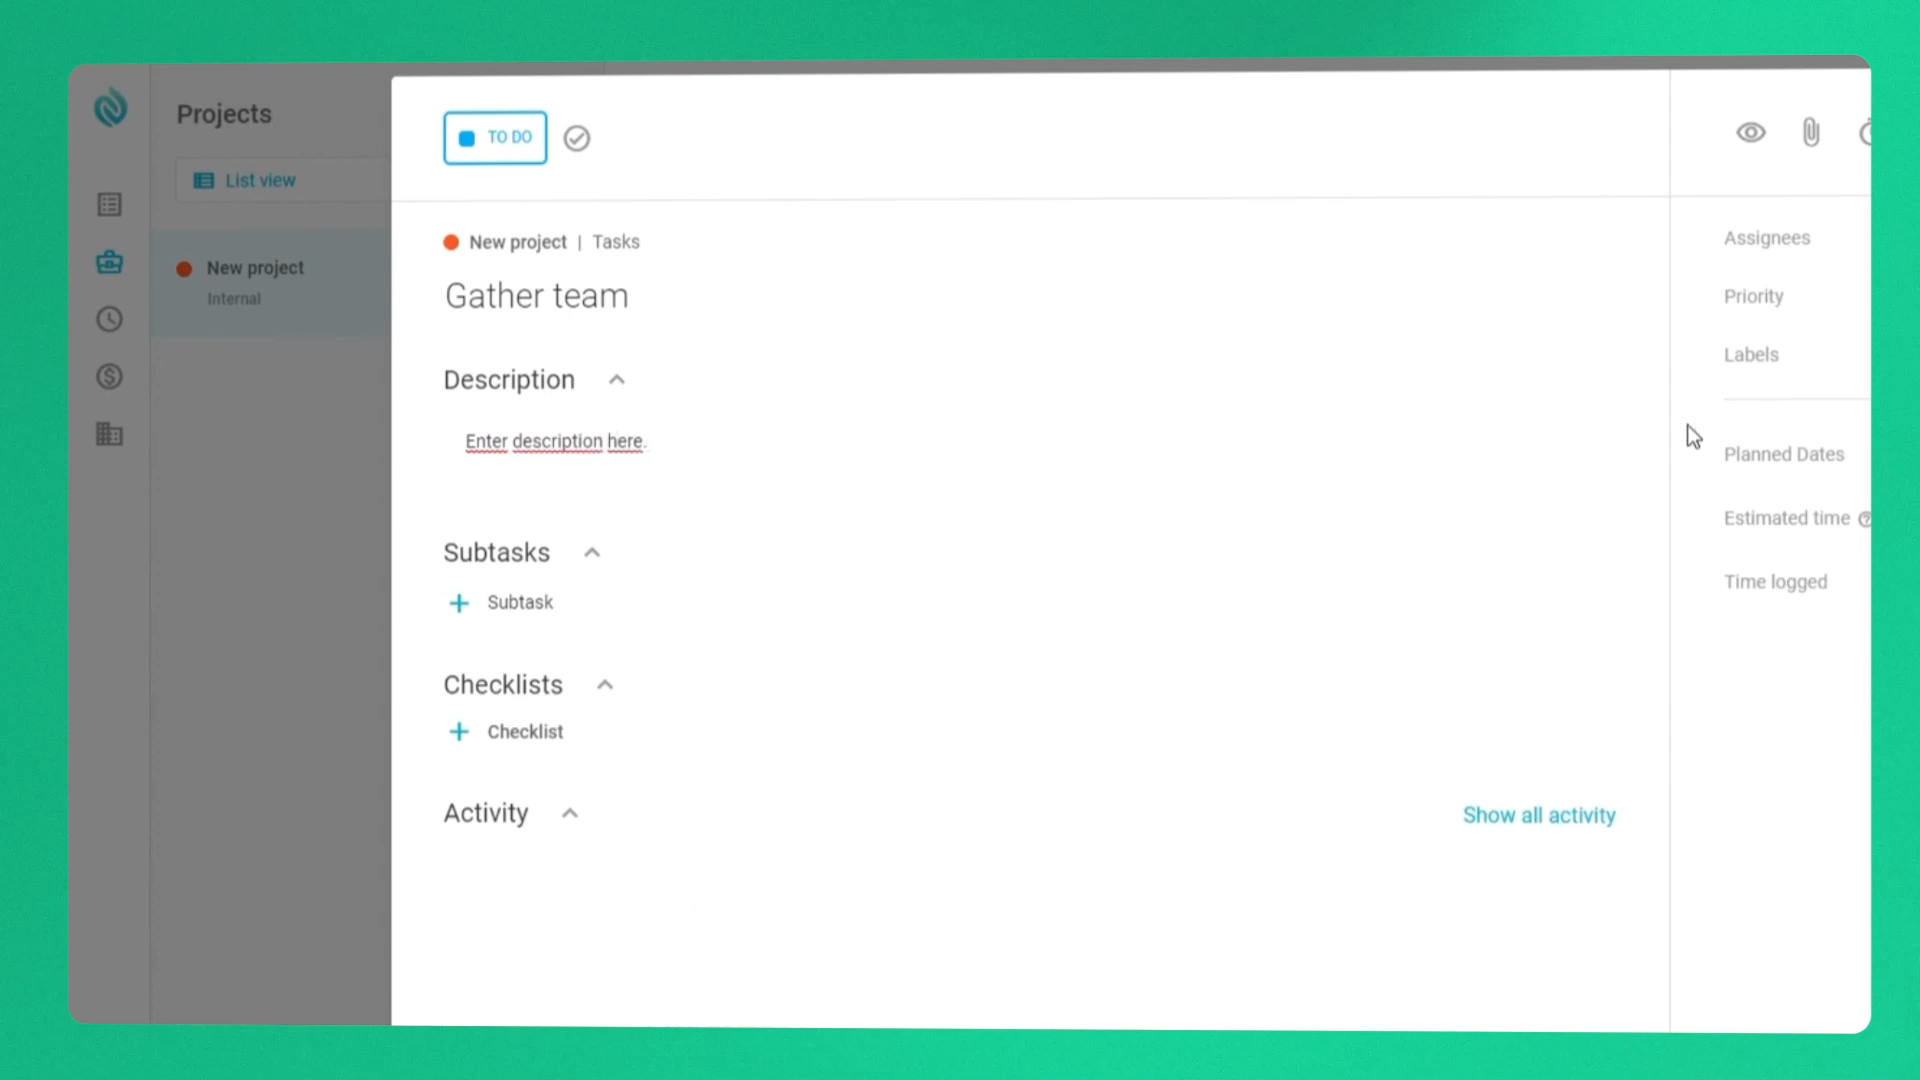 Projects
List view
New project
Internal
TO DO
New project | Tasks
Gather team
Description
Enter description here.
Subtasks
Subtask
Checklists
Checklist
Activity
Show all activity
Assignees
Priority
Labels
Planned Dates
Estimated time
Time logged